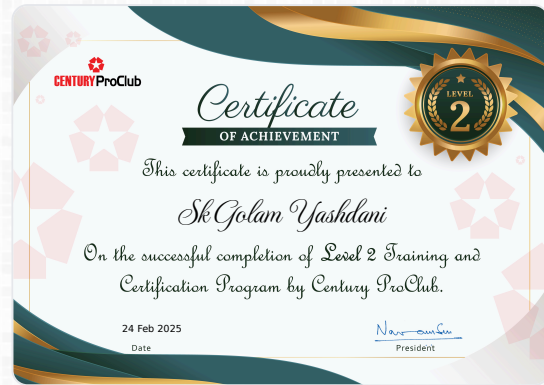 CENTURY ProClub
Certificate
OF ACHIEVEMENT
LEVEL
2
This certificate is proudly presented to
Sk Golam Yashdani
On the successful completion of Level 2 Training and
Certification Program by Century ProClub.
24 Feb 2025
Date
President